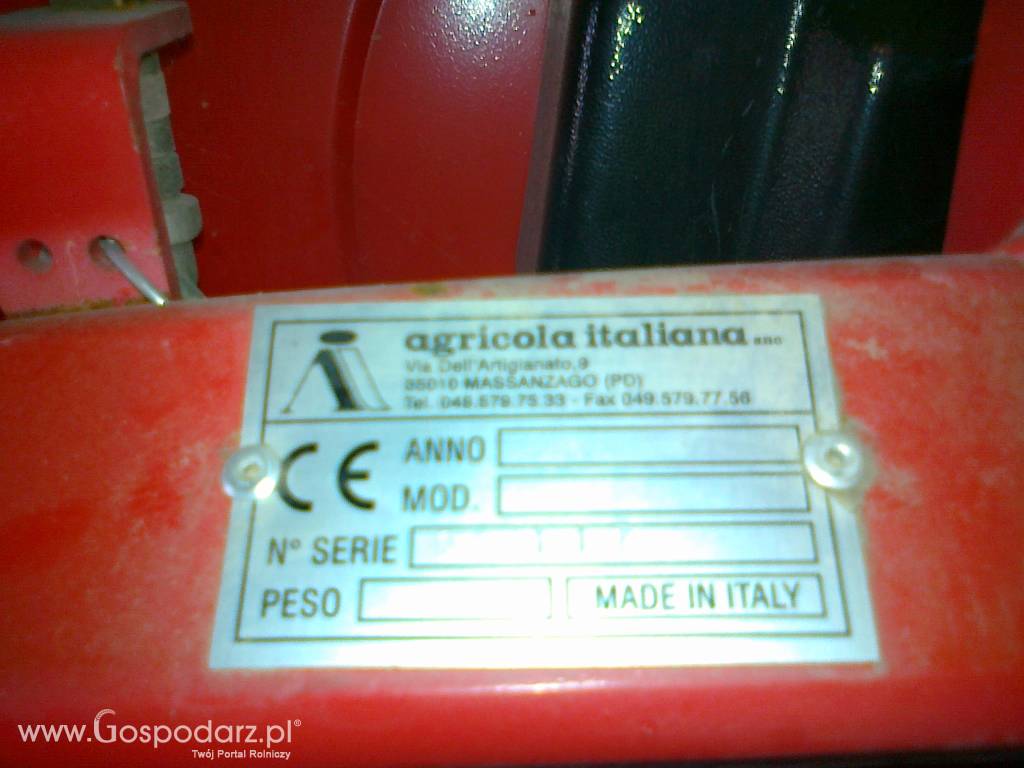 agricola italiana snc
Via Dell'Artigianato,9
35010 MASSANZAGO (PD)
Tel. 049.579.75.33 - Fax 049.579.77.56
CE
ANNO
MOD.
N° SERIE
PESO
MADE IN ITALY
www.Gospodarz.pl®
Twój Portal Rolniczy